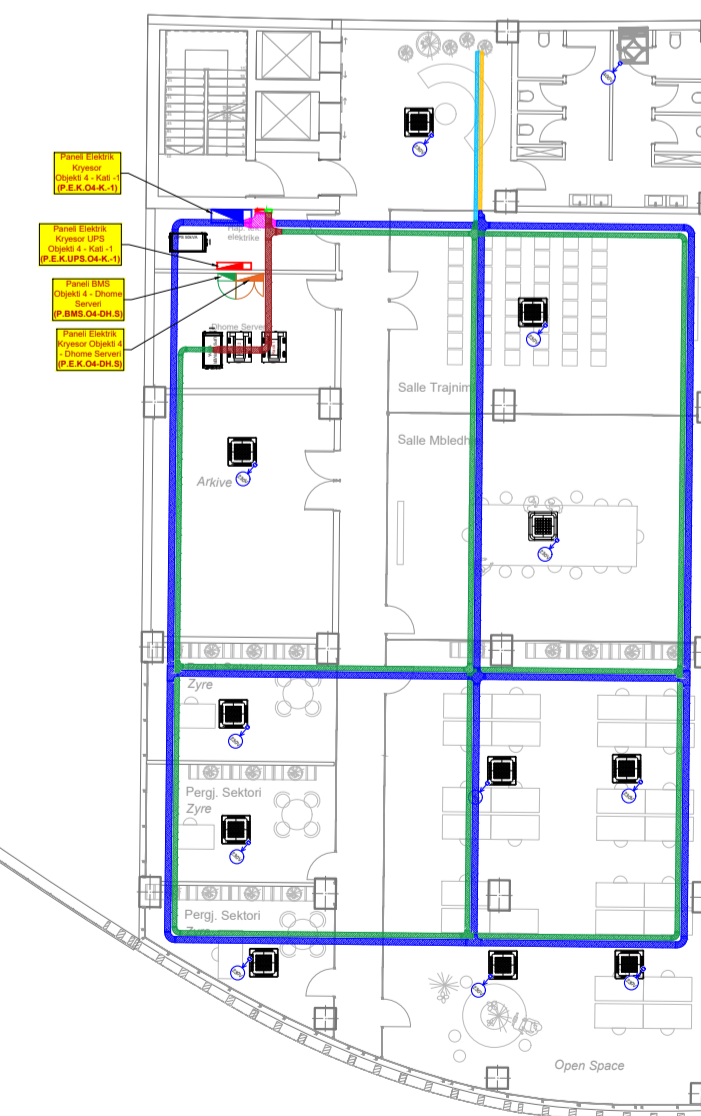 Paneli Elektrik
Kryesor
Objekti 4 - Kati -1
(P.E.K.O4-K.-1)
Paneli Elektrik
Kryesor UPS
Objekti 4 - Kati -1
(P.E.K.UPS.O4-K.-1)
Paneli BMS
Objekti 4 - Dhome
Serveri
(P.BMS.O4-DH.S)
Paneli Elektrik
Kryesor Objekti 4
- Dhome Serveri
(P.E.K.O4-DH.S)
elektrike
Dhome Serveri
Salle Trajnim
Salle Mbledh
Arkive
Zyre
Pergj. Sektori
Zyre
Pergj. Sektori
Zyre
Open Space